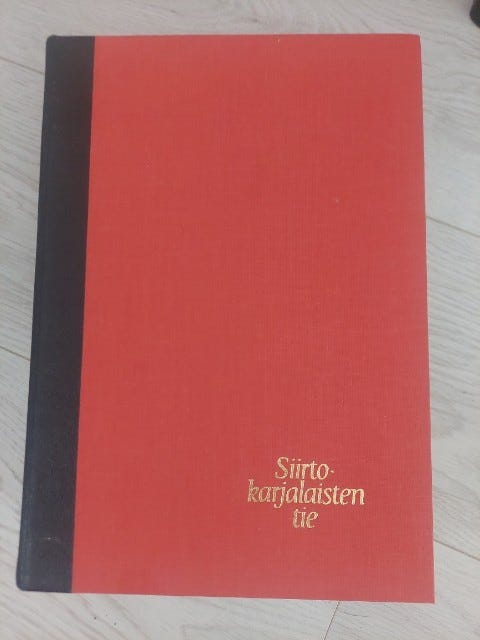 Siirto-
karjalaisten
tie